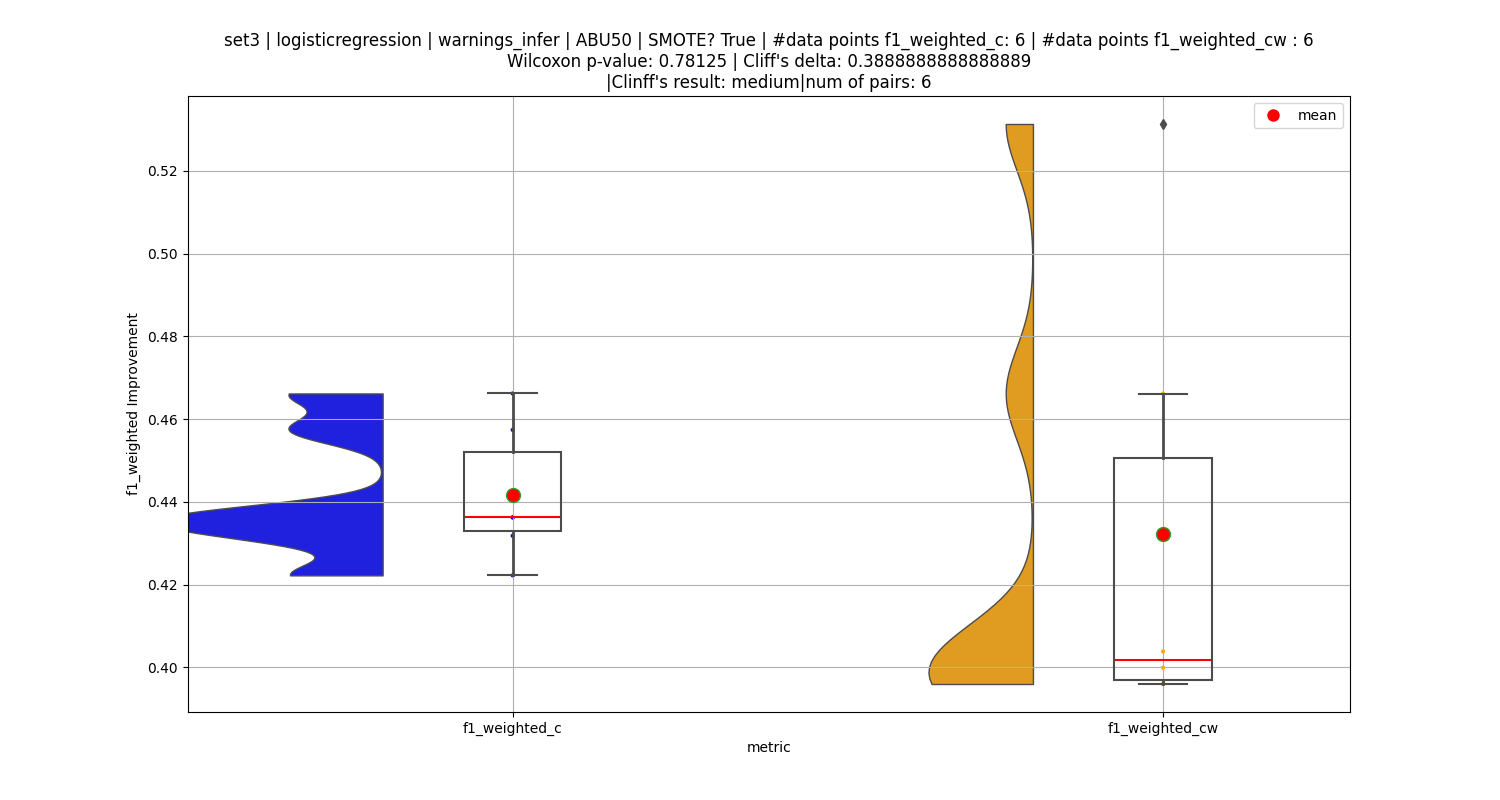 set3 | logisticregression | warnings_infer | ABU50 | SMOTE? True | #data points f1_weighted_c: 6 | #data points f1_weighted_cw : 6
Wilcoxon p-value: 0.78125 | Cliff's delta: 0.3888888888888889
|Clinff's result: medium|num of pairs: 6
mean
0.52
0.50
0.48
0.46
0.44
0.42
0.40
f1_weighted Improvement
f1_weighted_c
f1_weighted_cw
metric